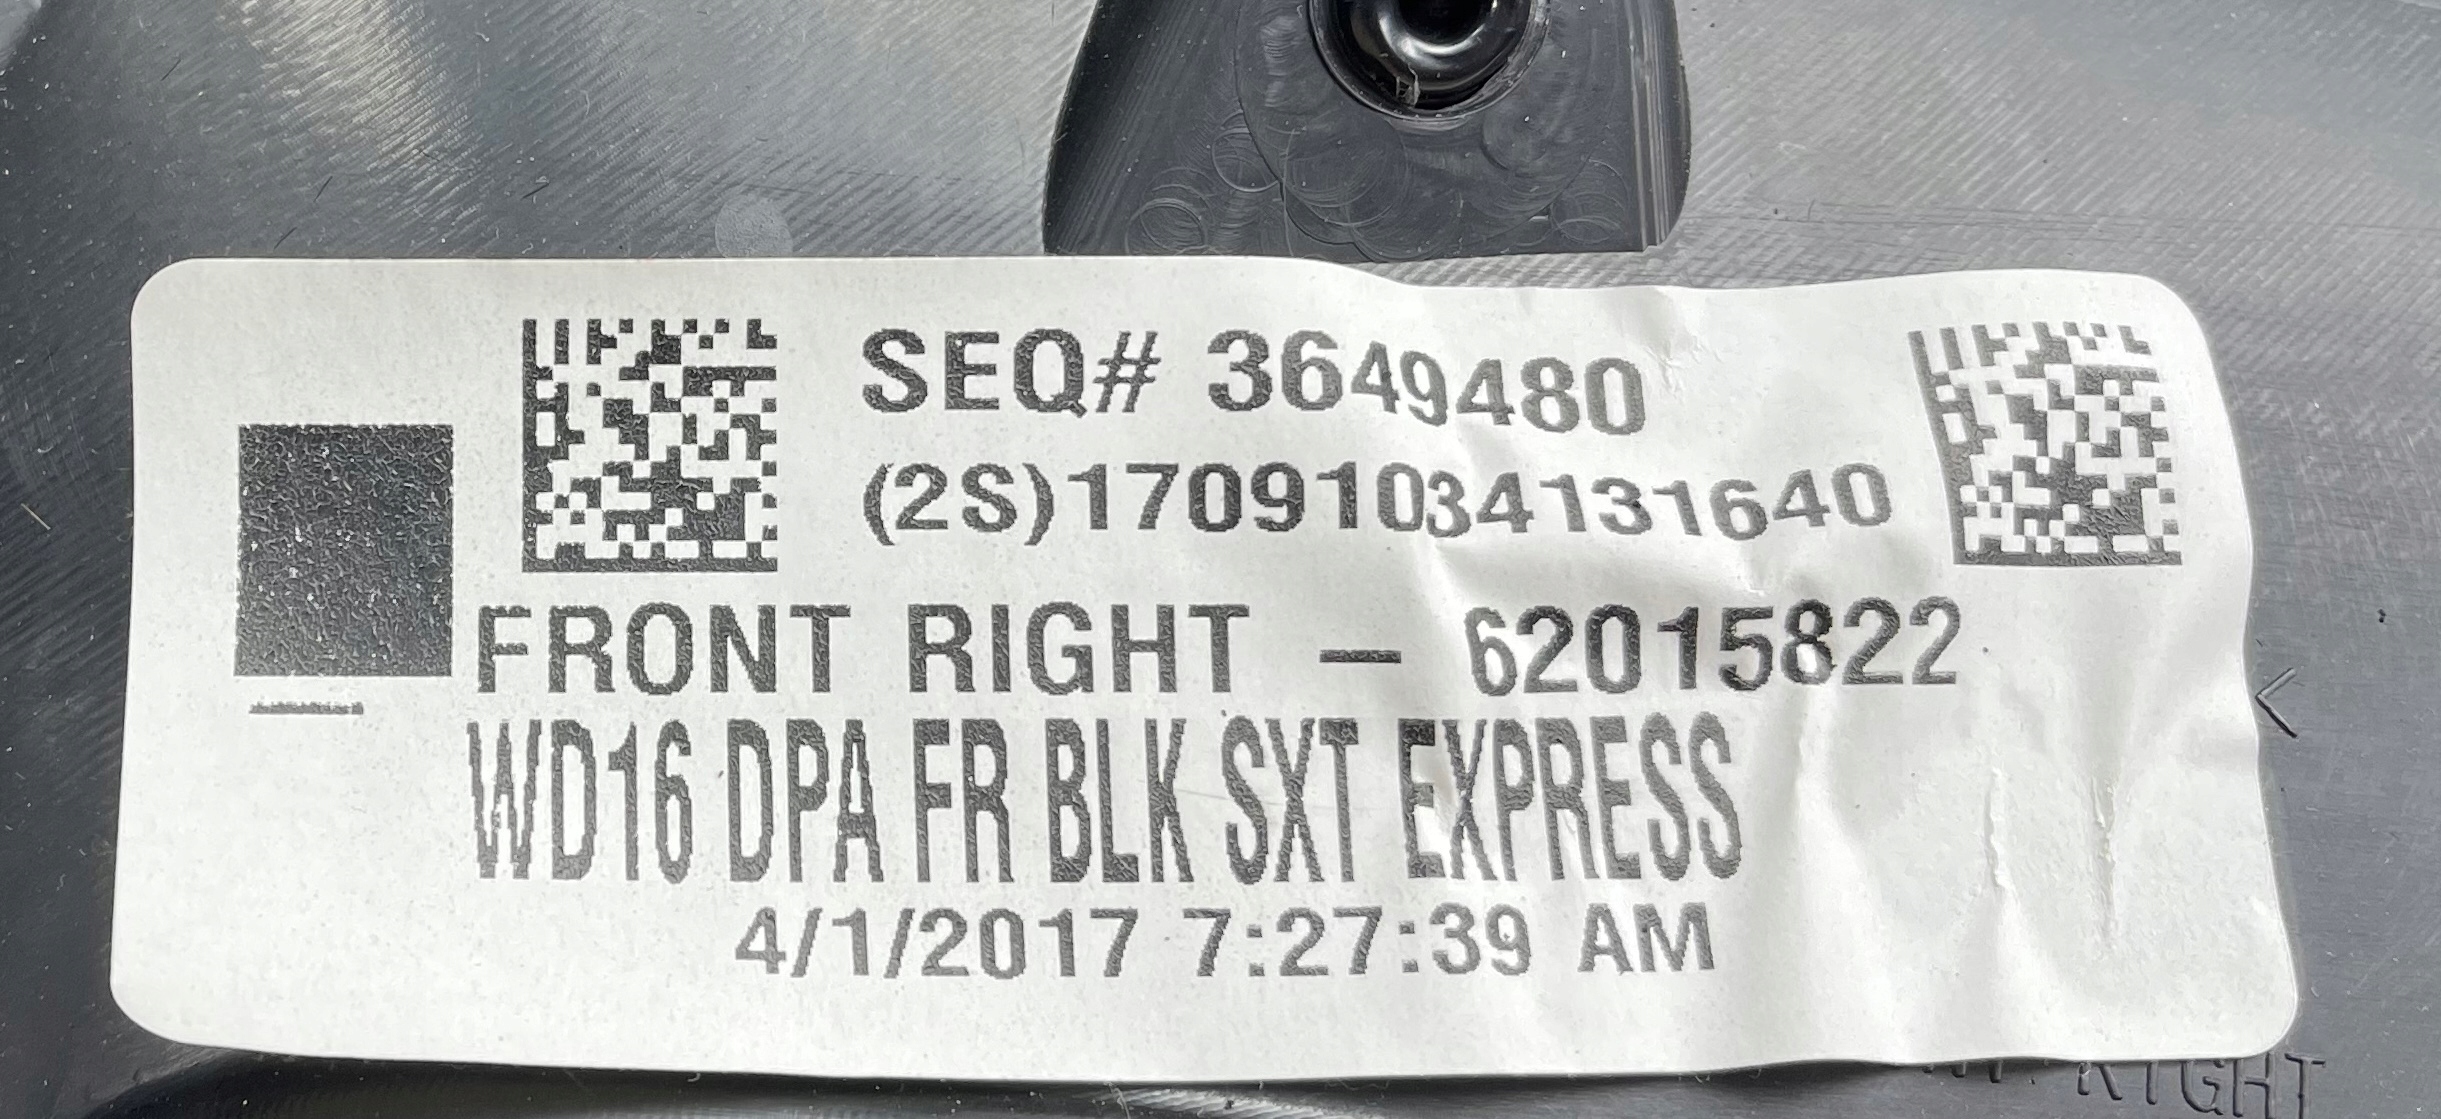 SEQ# 3649480
(2S)17091034131640
FRONT RIGHT – 62015822
WD16 DPA FR BLK SXT EXPRESS
4/1/2017 7:27:39 AM
RIGHT